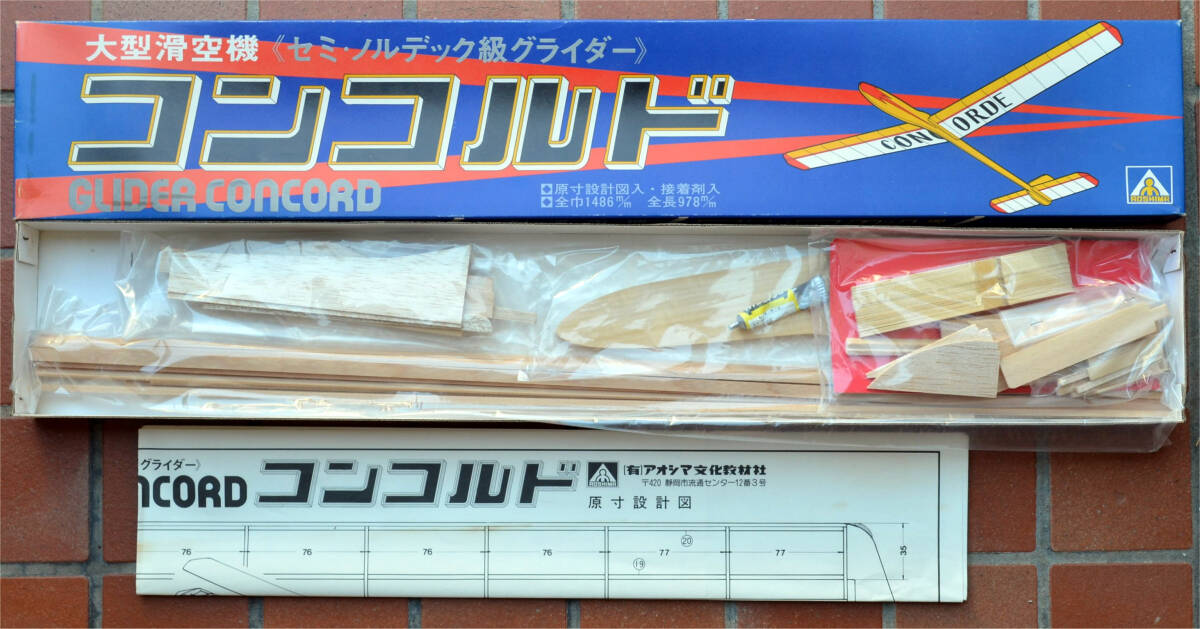 大型滑空機《セミ・ノルデック級グライダー》
コンコルド
GLIDER CONCORD
CONCORDE
◆原寸設計図入・接着剤入
◆全巾1486m/m 全長978m/m
AOSHIMA
グライダー》
NCORD コンコルド
AOSHIMA
(有)アオシマ文化教材社
〒420 静岡市流通センター12番3号
原寸設計図
76 76 76 76 77 77
20
19
35